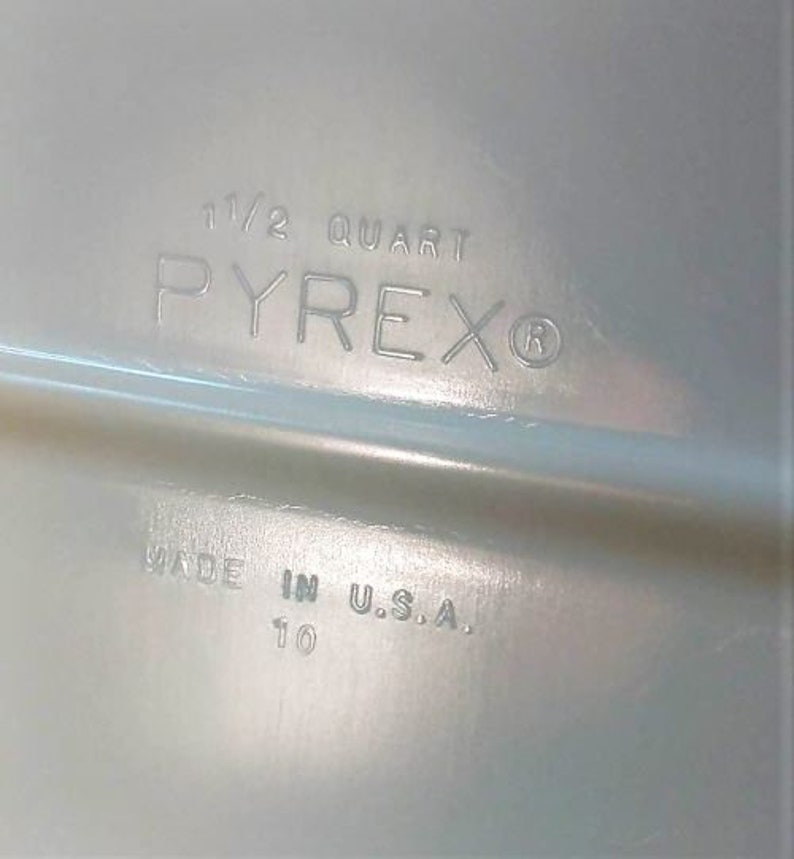 1 1/2 QUART
PYREX®
MADE IN U.S.A.
10